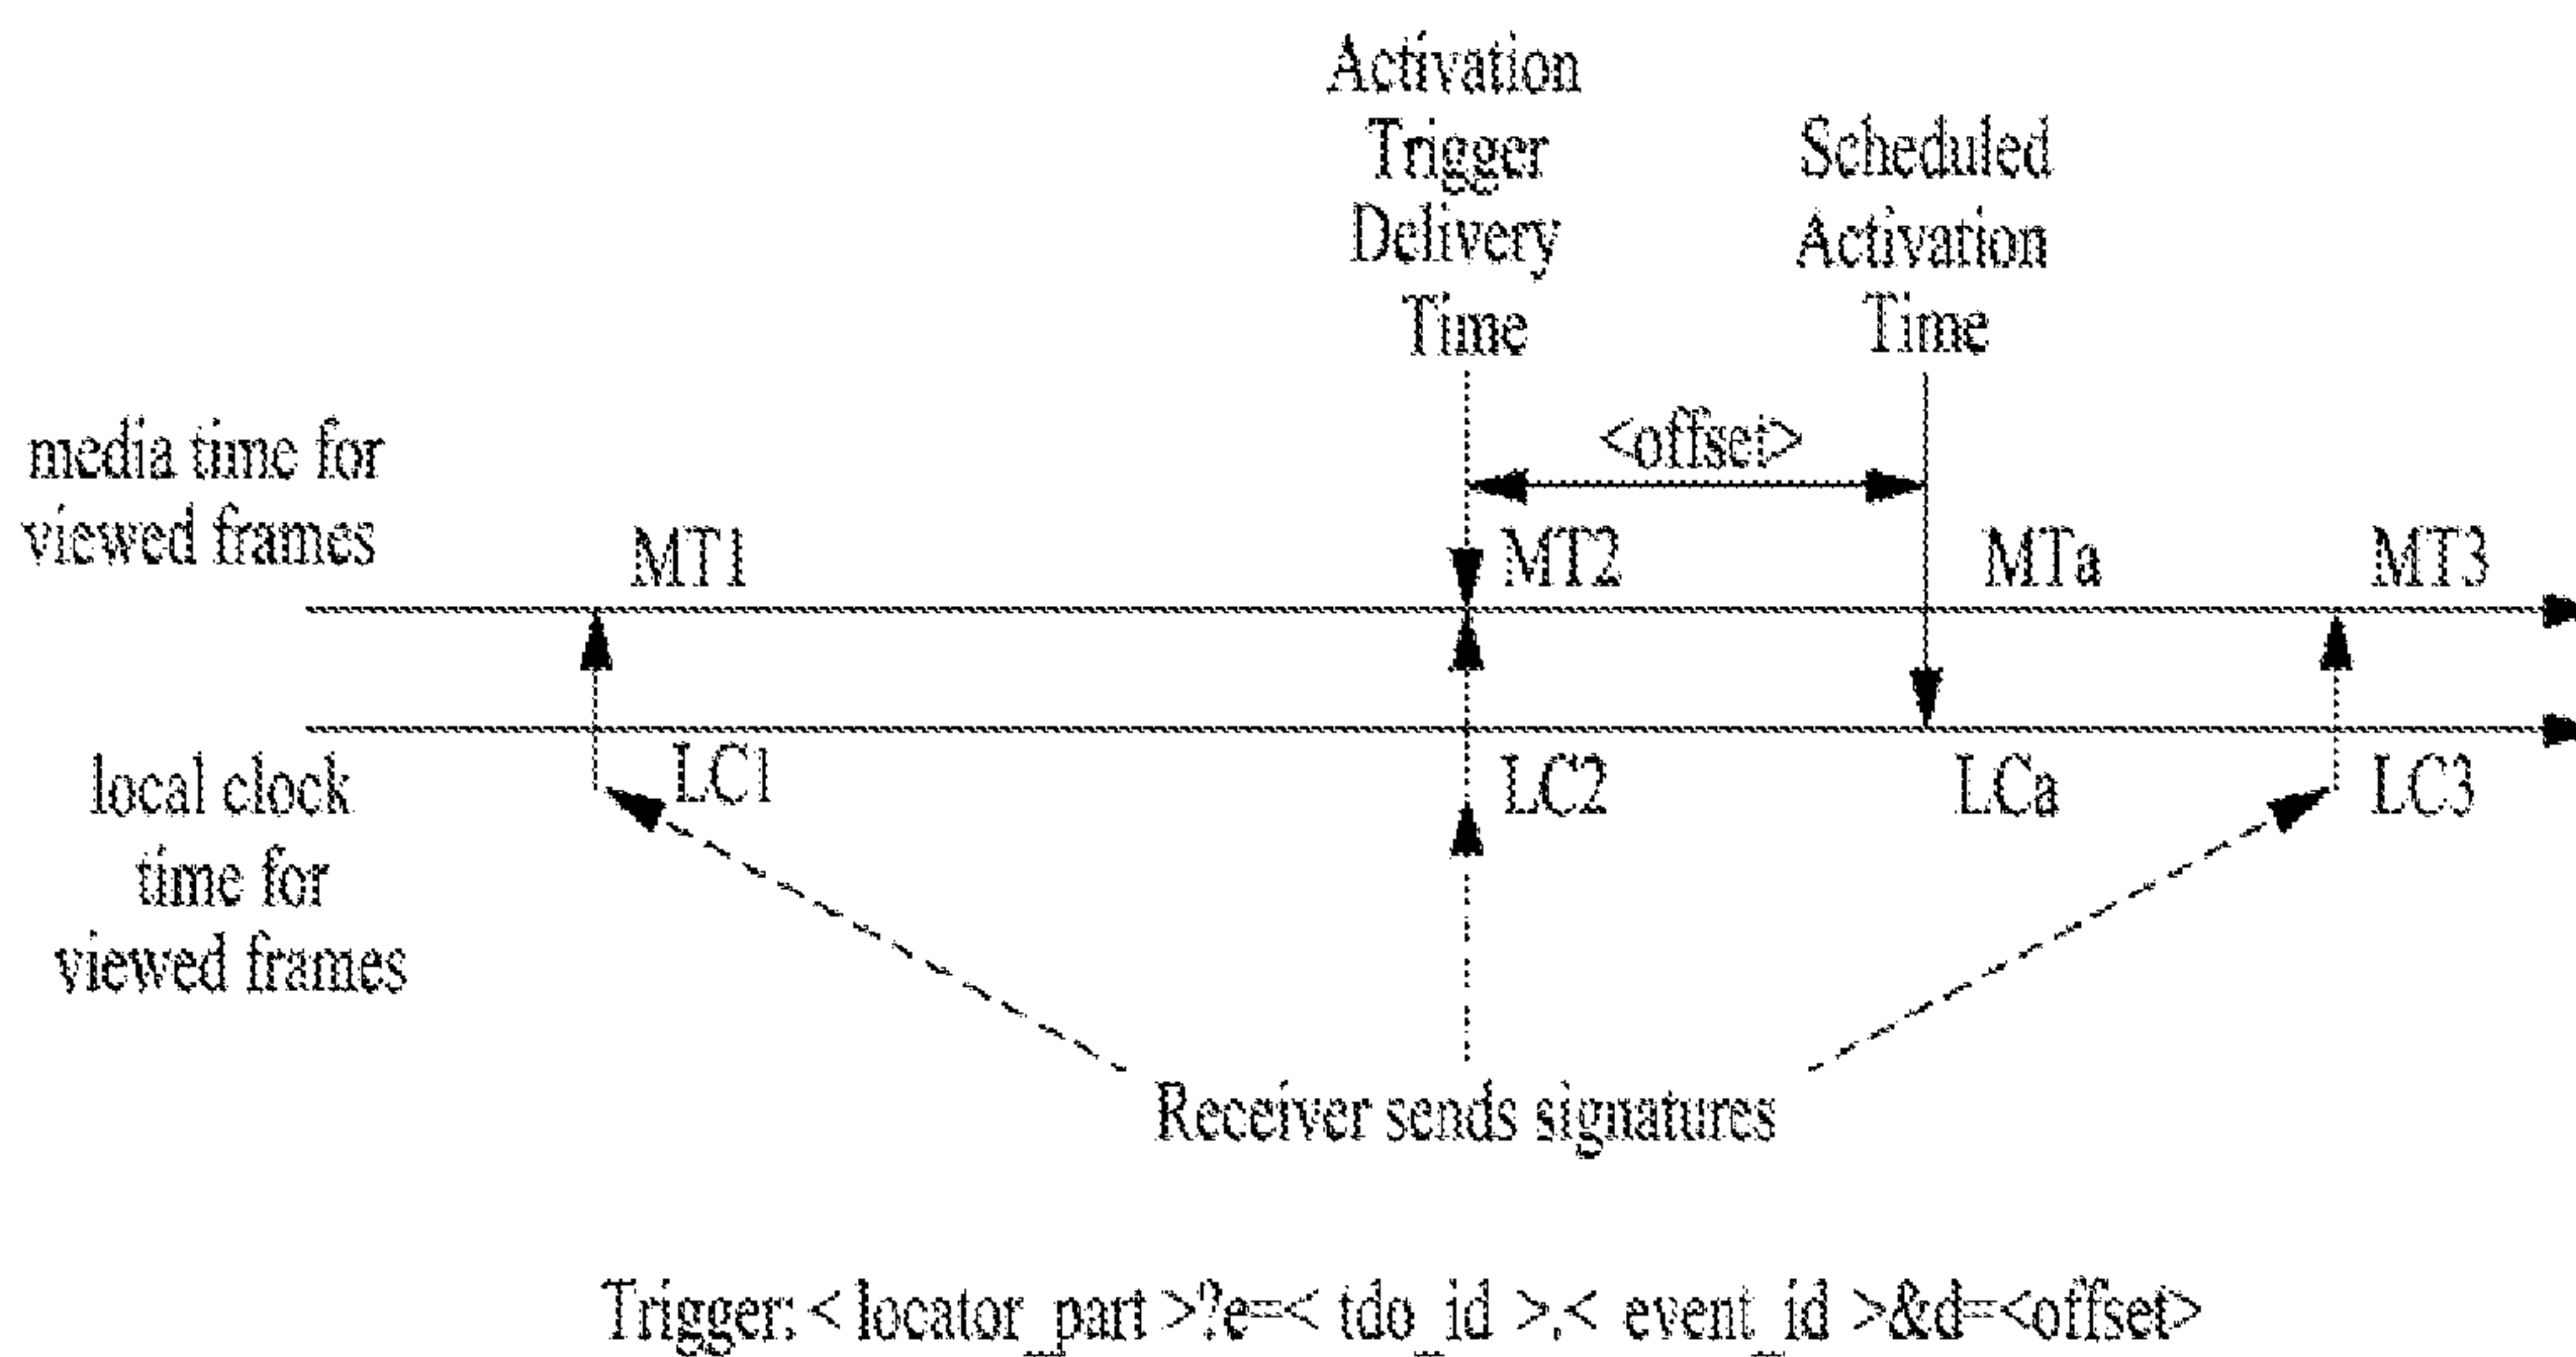 Activation
Trigger
Delivery
Time
Scheduled
Activation
Time
<offset>
media time for
viewed frames
MT1
MT2
MTa
MT3
local clock
time for
viewed frames
LC1
LC2
LCa
LC3
Receiver sends signatures
Trigger: < locator_part >?e=< tdo_id >.< event_id >&d=<offset>